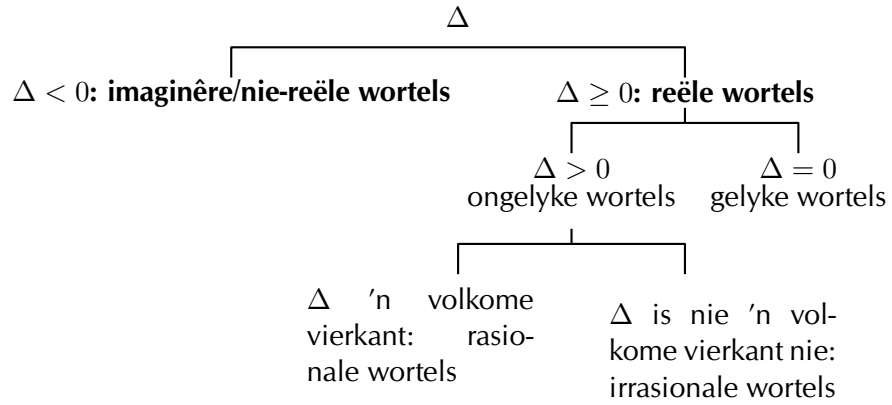 Δ
Δ < 0: imaginêre/nie-reële wortels
Δ ≥ 0: reële wortels
Δ > 0
ongelyke wortels
Δ = 0
gelyke wortels
Δ 'n volkome
vierkant: rasio-
nale wortels
Δ is nie 'n vol-
kome vierkant nie:
irrasionale wortels